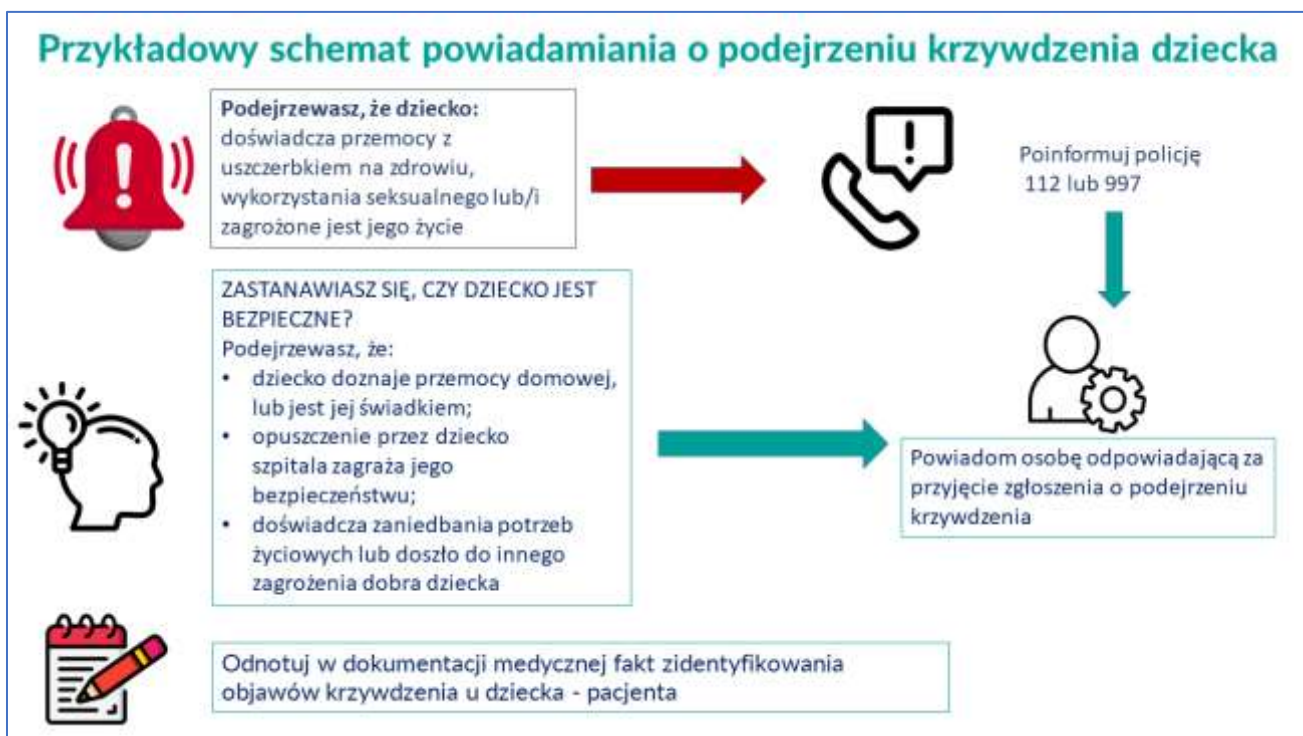 Przykładowy schemat powiadamiania o podejrzeniu krzywdzenia dziecka
Podejrzewasz, że dziecko:
doświadcza przemocy z
uszczerbkiem na zdrowiu,
wykorzystania seksualnego lub/i
zagrożone jest jego życie
Poinformuj policję
112 lub 997
ZASTANAWIASZ SIĘ, CZY DZIECKO JEST
BEZPIECZNE?
Podejrzewasz, że:
• dziecko doznaje przemocy domowej,
lub jest jej świadkiem;
• opuszczenie przez dziecko
szpitala zagraża jego
bezpieczeństwu;
• doświadcza zaniedbania potrzeb
życiowych lub doszło do innego
zagrożenia dobra dziecka
Powiadom osobę odpowiadającą za
przyjęcie zgłoszenia o podejrzeniu
krzywdzenia
Odnotuj w dokumentacji medycznej fakt zidentyfikowania
objawów krzywdzenia u dziecka - pacjenta